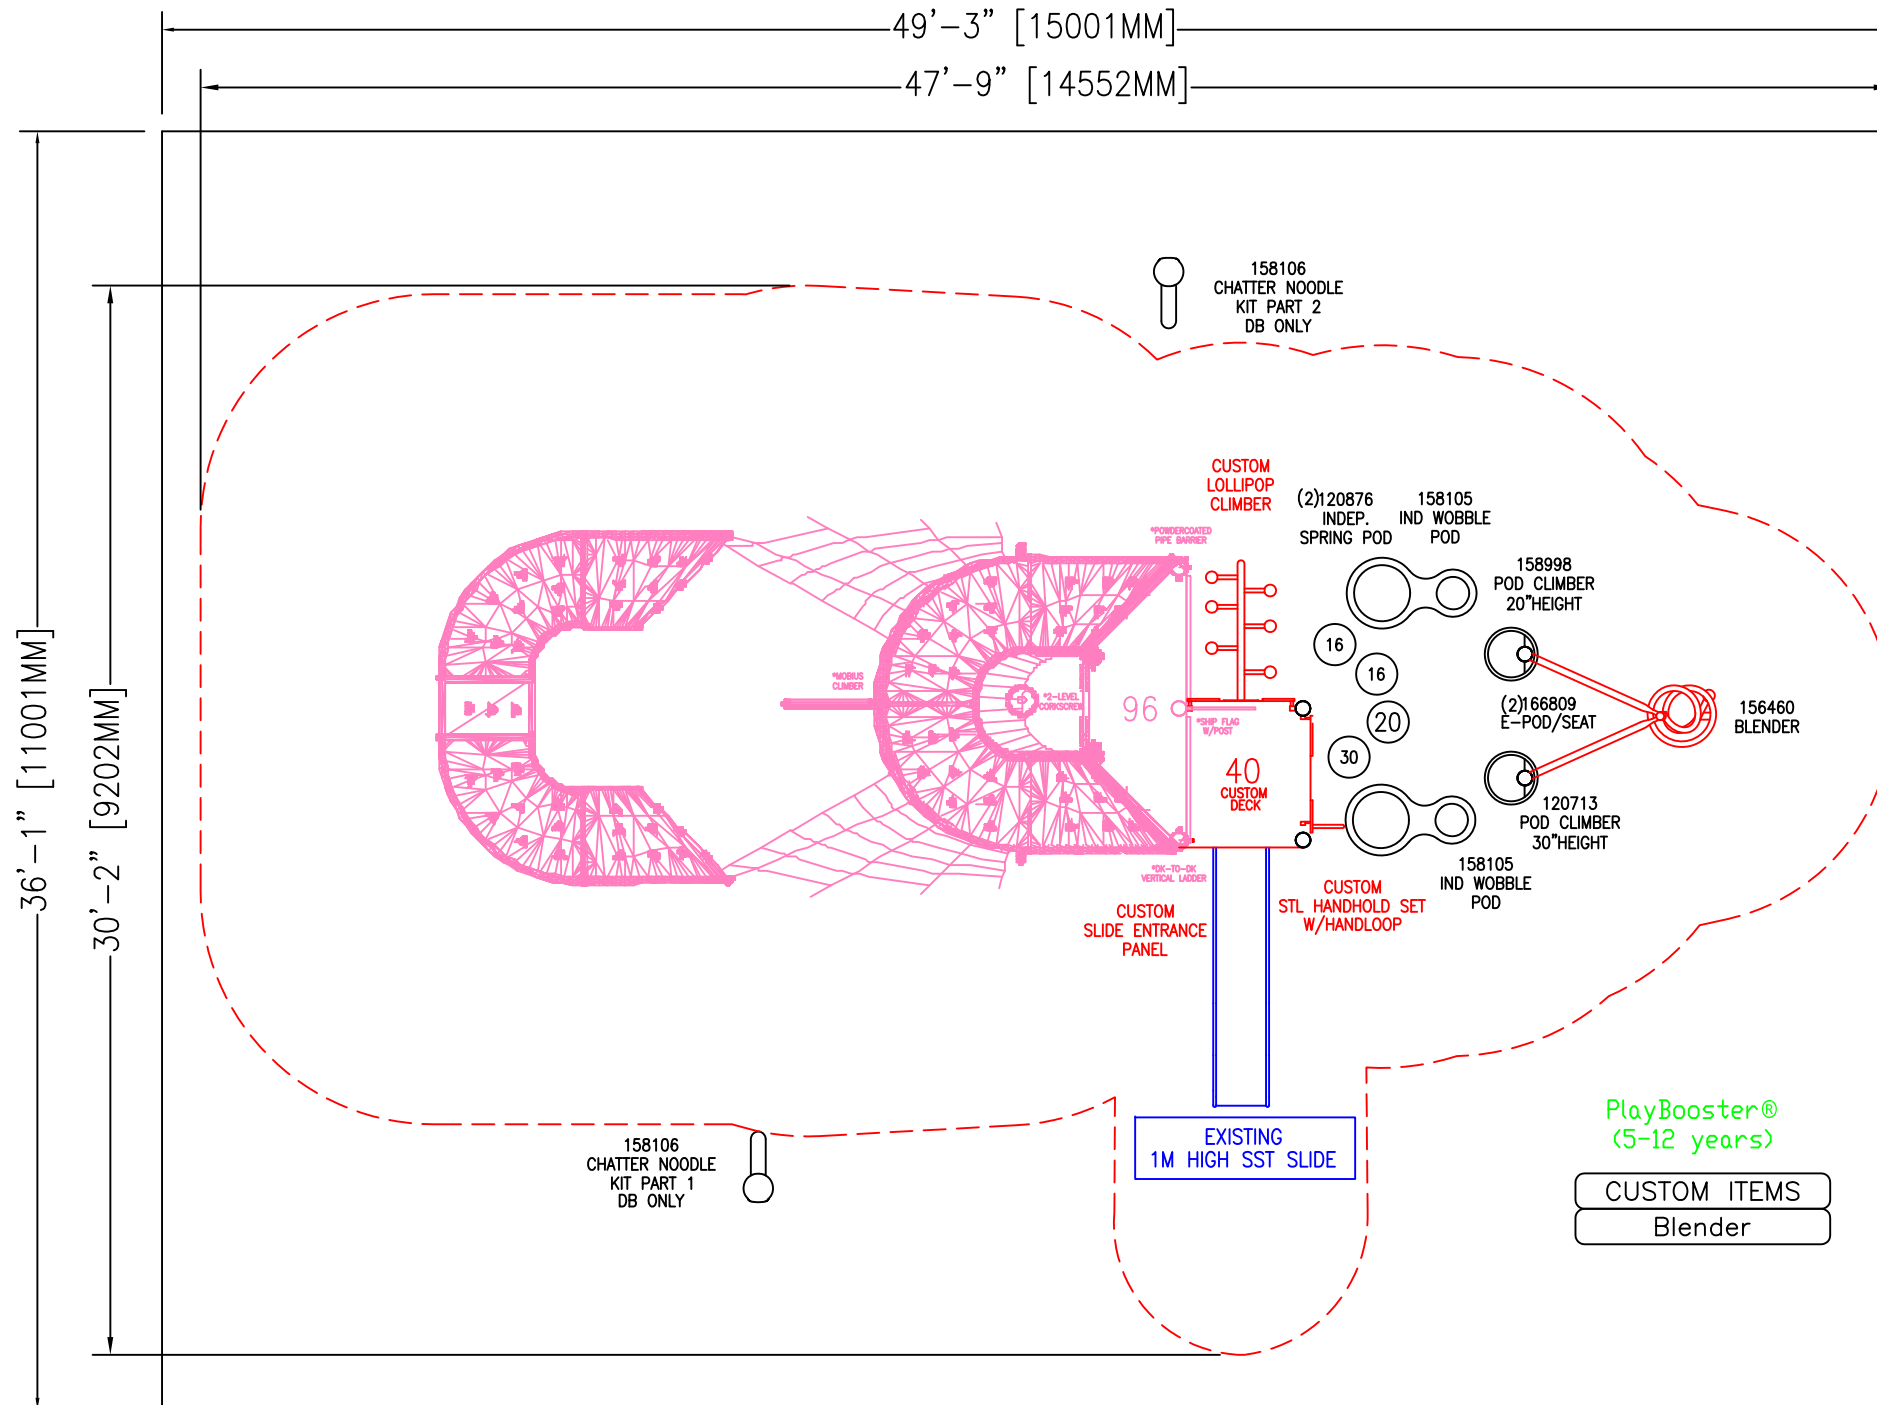 49'-3" [15001MM]
47'-9" [14552MM]
36'-1" [11001MM]
30'-2" [9202MM]
158106
CHATTER NOODLE
KIT PART 2
DB ONLY
CUSTOM
LOLLIPOP
CLIMBER
(2)120876
INDEP.
SPRING POD
158105
IND WOBBLE
POD
*POWDERCOATED
PIPE BARRIER
158998
POD CLIMBER
20"HEIGHT
16
16
*MOBIUS
CLIMBER
*2-LEVEL
CORKSCREW
96
*SHIP FLAG
W/POST
20
(2)166809
E-POD/SEAT
156460
BLENDER
30
40
CUSTOM
DECK
120713
POD CLIMBER
30"HEIGHT
*DK-TO-DK
VERTICAL LADDER
158105
IND WOBBLE
POD
CUSTOM
SLIDE ENTRANCE
PANEL
CUSTOM
STL HANDHOLD SET
W/HANDLOOP
EXISTING
1M HIGH SST SLIDE
158106
CHATTER NOODLE
KIT PART 1
DB ONLY
PlayBooster®
(5-12 years)
CUSTOM ITEMS
Blender